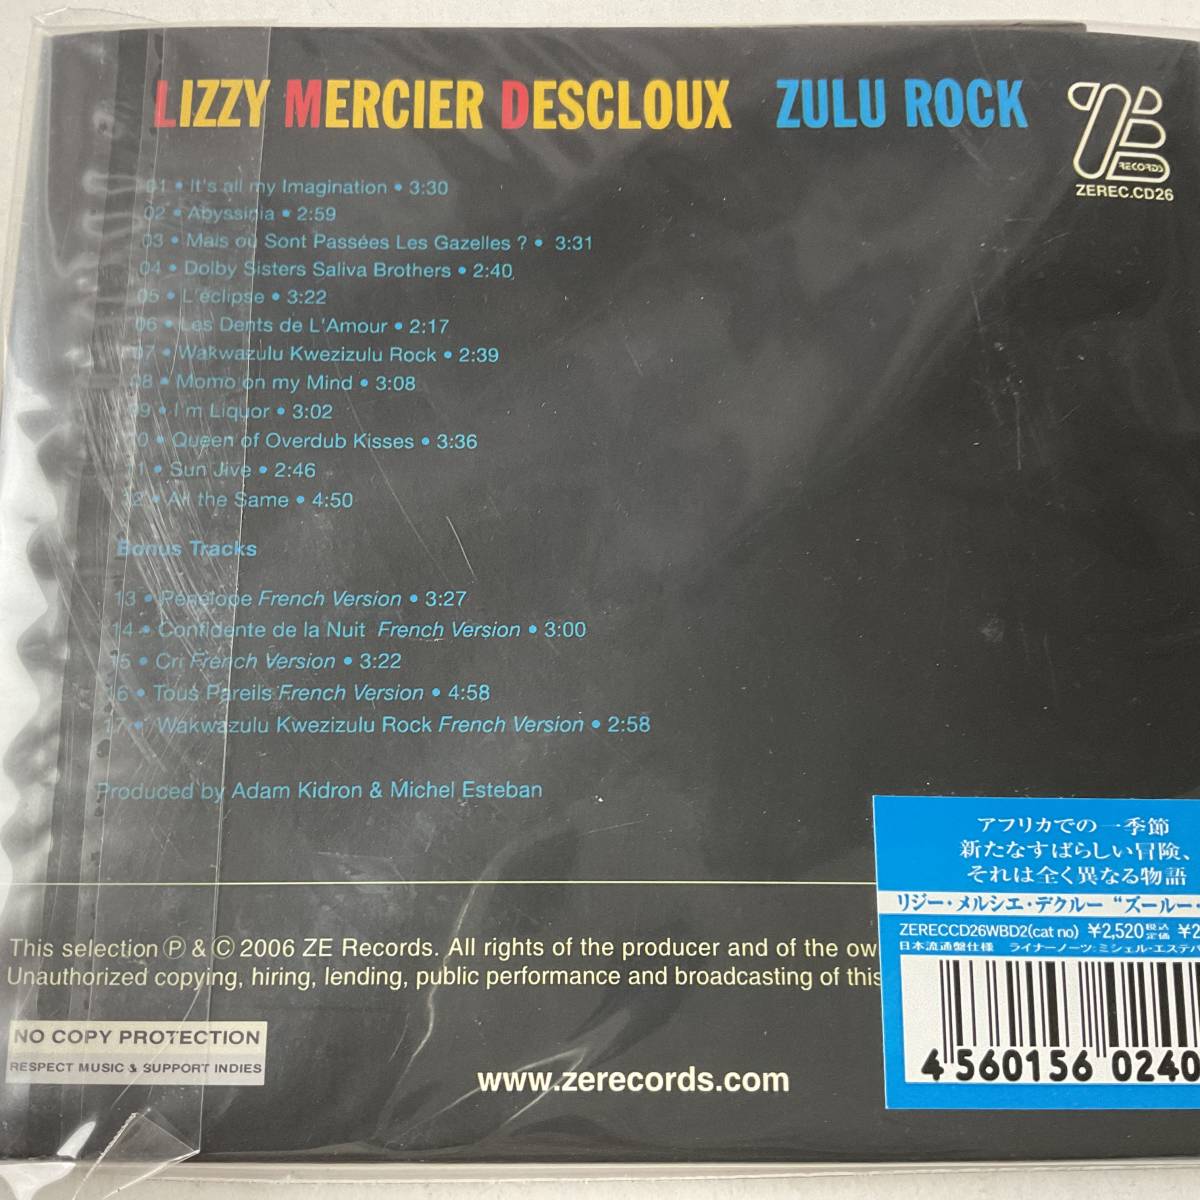 LIZZY MERCIER DESCLOUX ZULU ROCK
RECORDS
ZEREC.CD26
01 • It's all my Imagination • 3:30
02 • Abyssinia • 2:59
03 • Mais où Sont Passées Les Gazelles ? • 3:31
04 • Dolby Sisters Saliva Brothers • 2:40
05 • L'éclipse • 3:22
06 • Les Dents de L'Amour • 2:17
07 • Wakwazulu Kwezizulu Rock • 2:39
08 • Momo on my Mind • 3:08
09 • I'm Liquor • 3:02
10 • Queen of Overdub Kisses • 3:36
11 • Sun Jive • 2:46
12 • All the Same • 4:50
Bonus Tracks
13 • Pénélope French Version • 3:27
14 • Confidente de la Nuit French Version • 3:00
15 • Cri French Version • 3:22
16 • Tous Pareils French Version • 4:58
17 • Wakwazulu Kwezizulu Rock French Version • 2:58
Produced by Adam Kidron & Michel Esteban
アフリカでの一季節
新たなすばらしい冒険、
それは全く異なる物語
リジー・メルシエ・デクルー “ズールー・
ZERECCD26WBD2(cat no) ¥2,520 税込定価 ¥2
日本流通盤仕様 ライナーノーツ:ミシェル・エステバ
4 560156 0240
This selection Ⓟ & © 2006 ZE Records. All rights of the producer and of the ow
Unauthorized copying, hiring, lending, public performance and broadcasting of this
NO COPY PROTECTION
RESPECT MUSIC & SUPPORT INDIES
www.zerecords.com